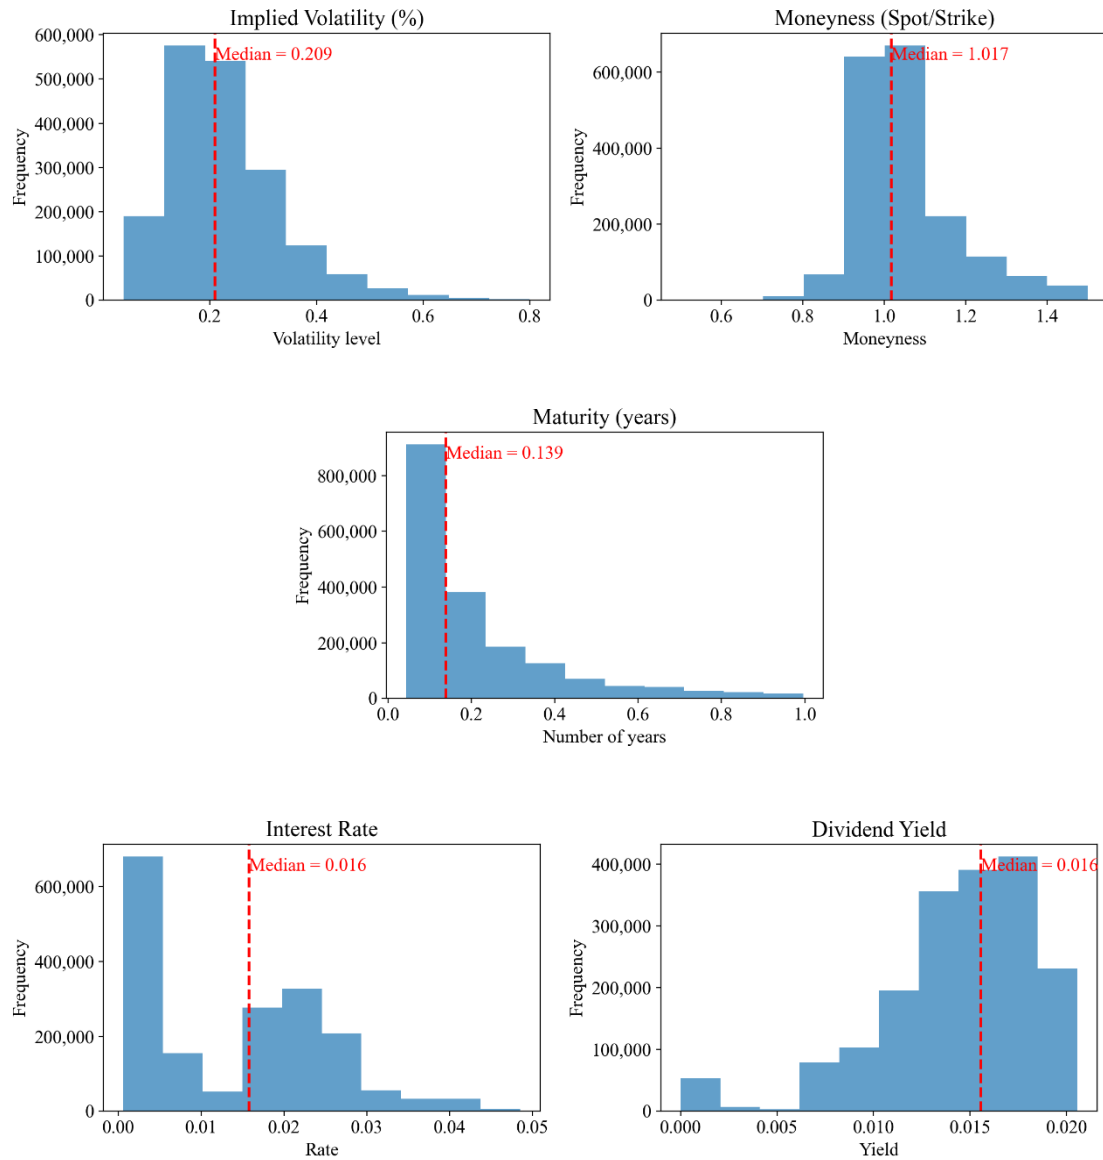 Implied Volatility (%)
Median = 0.209
600,000
500,000
400,000
300,000
200,000
100,000
0
Frequency
0.2 0.4 0.6 0.8
Volatility level
Moneyness (Spot/Strike)
Median = 1.017
600,000
400,000
200,000
0
Frequency
0.6 0.8 1.0 1.2 1.4
Moneyness
Maturity (years)
Median = 0.139
800,000
600,000
400,000
200,000
0
Frequency
0.0 0.2 0.4 0.6 0.8 1.0
Number of years
Interest Rate
Median = 0.016
600,000
400,000
200,000
0
Frequency
0.00 0.01 0.02 0.03 0.04 0.05
Rate
Dividend Yield
Median = 0.016
400,000
300,000
200,000
100,000
0
Frequency
0.000 0.005 0.010 0.015 0.020
Yield